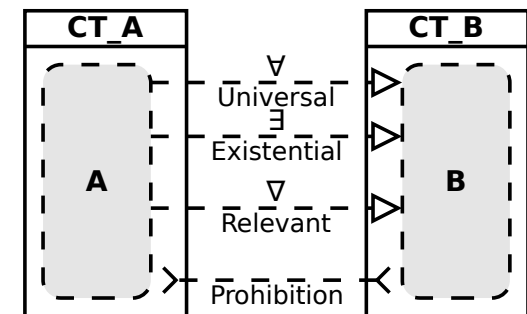 CT_A
CT_B
∀
Universal
∃
Existential
A
B
∇
Relevant
Prohibition